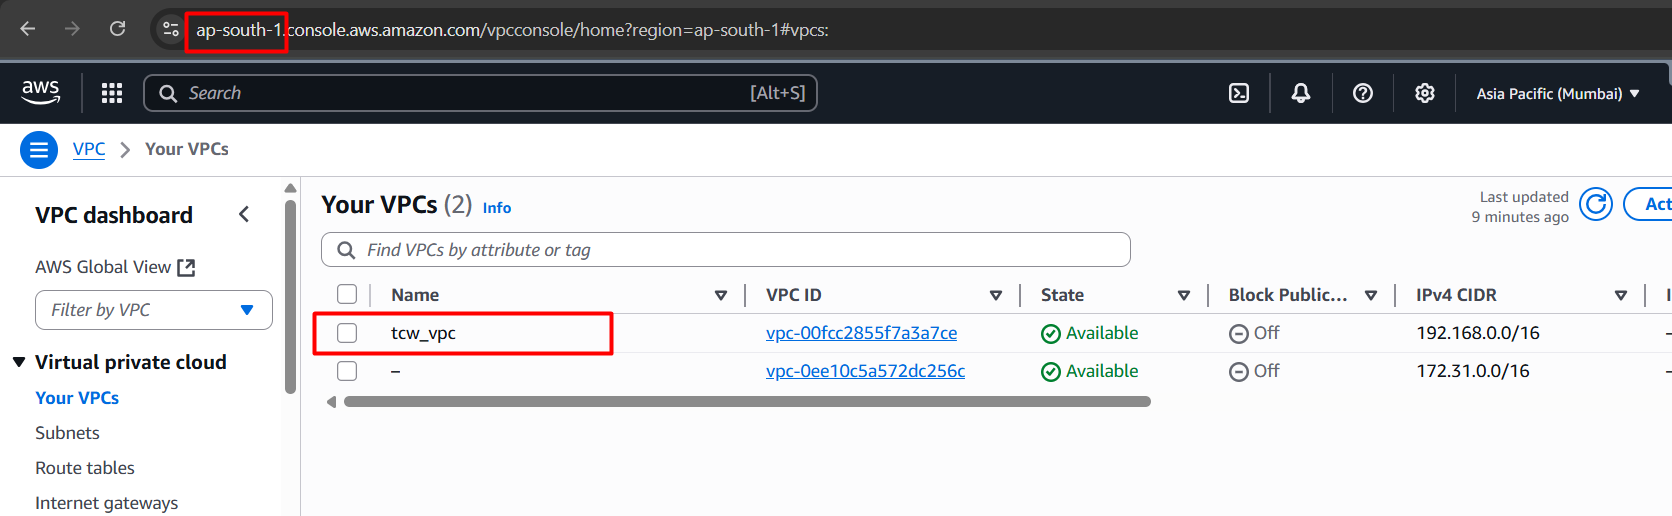 ap-south-1.console.aws.amazon.com/vpcconsole/home?region=ap-south-1#vpcs:
aws Search [Alt+S] Asia Pacific (Mumbai)
VPC > Your VPCs
VPC dashboard
AWS Global View
Filter by VPC
Virtual private cloud
Your VPCs
Subnets
Route tables
Internet gateways
Your VPCs (2) Info
Last updated
9 minutes ago
Find VPCs by attribute or tag
Name VPC ID State Block Public... IPv4 CIDR
tcw_vpc vpc-00fcc2855f7a3a7ce Available Off 192.168.0.0/16 –
– vpc-0ee10c5a572dc256c Available Off 172.31.0.0/16 –